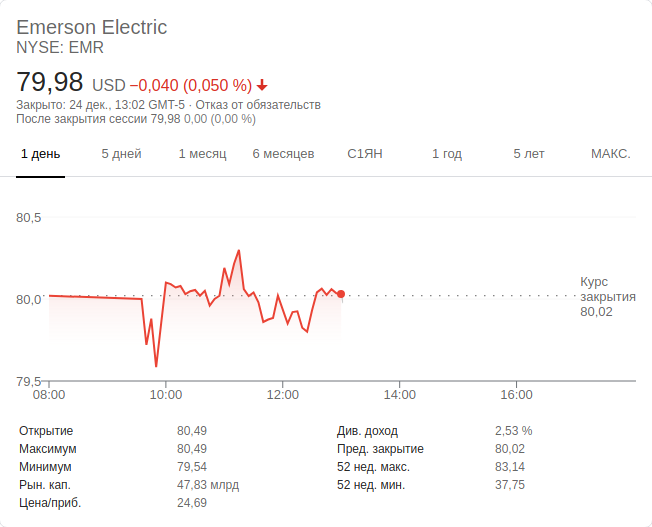 Emerson Electric
NYSE: EMR
79,98 USD −0,040 (0,050 %)
Закрыто: 24 дек., 13:02 GMT-5 · Отказ от обязательств
После закрытия сессии 79,98 0,00 (0,00 %)
1 день 5 дней 1 месяц 6 месяцев С1ЯН 1 год 5 лет МАКС.
80,5
80,0
79,5
Курс
закрытия
80,02
08:00 10:00 12:00 14:00 16:00
Открытие 80,49 Див. доход 2,53 %
Максимум 80,49 Пред. закрытие 80,02
Минимум 79,54 52 нед. макс. 83,14
Рын. кап. 47,83 млрд 52 нед. мин. 37,75
Цена/приб. 24,69